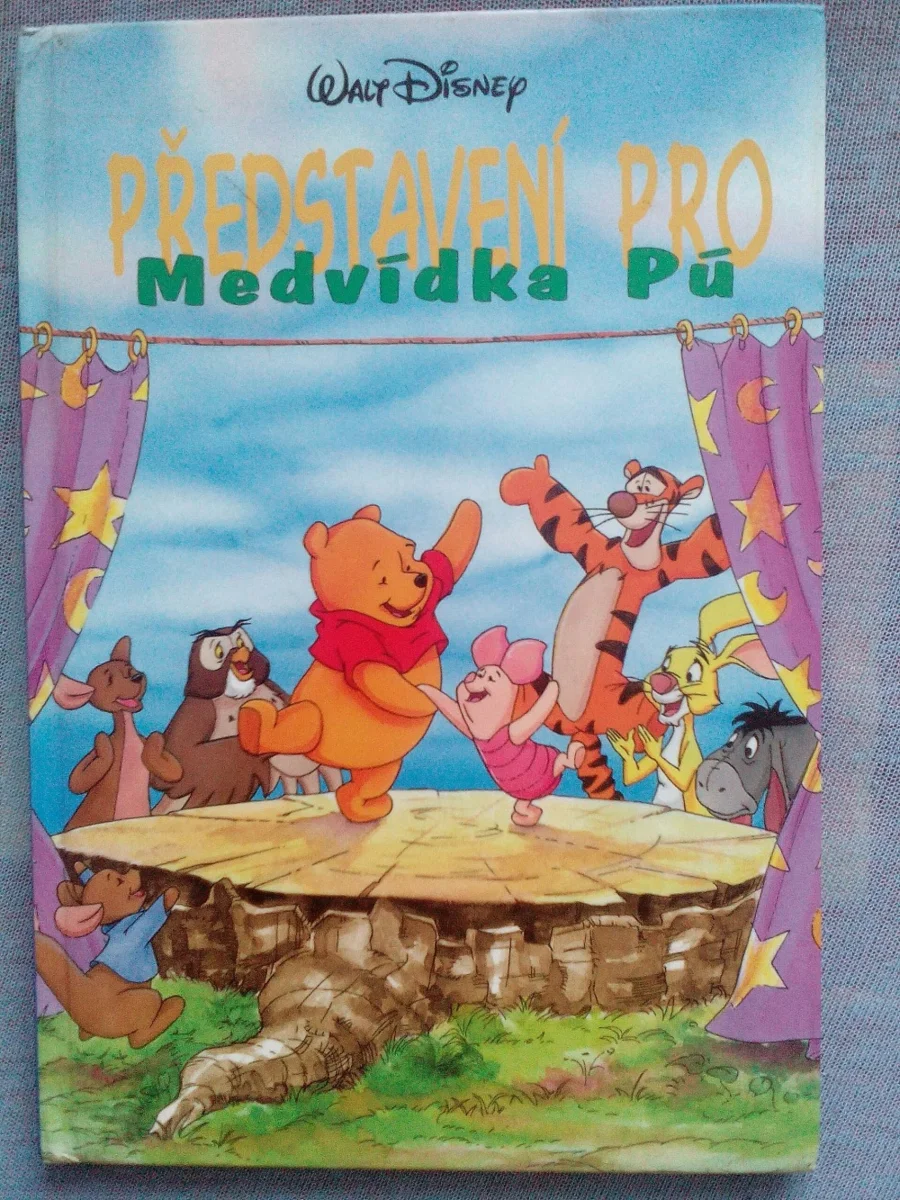 Walt Disney
PŘEDSTAVENÍ PRO
Medvídka Pú